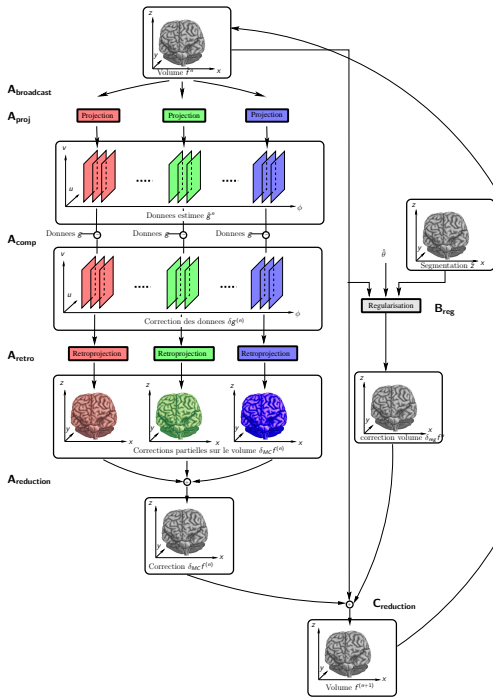 z
y
x
Volume f^n
A_broadcast
A_proj
Projection Projection Projection
v
u
ϕ
Donnees estimee ĝ^n
Donnees g Donnees g Donnees g
A_comp
v
u
ϕ
Correction des donnees δg^(n)
z
y
x
Segmentation ẑ
θ̂
Regularisation
B_reg
A_retro
Retroprojection Retroprojection Retroprojection
z z z
y y y
x x x
Corrections partielles sur le volume δ_MC f^(n)
z
y
x
correction volume δ_reg f
A_reduction
z
y
x
Correction δ_MC f^(n)
C_reduction
z
y
x
Volume f^(n+1)